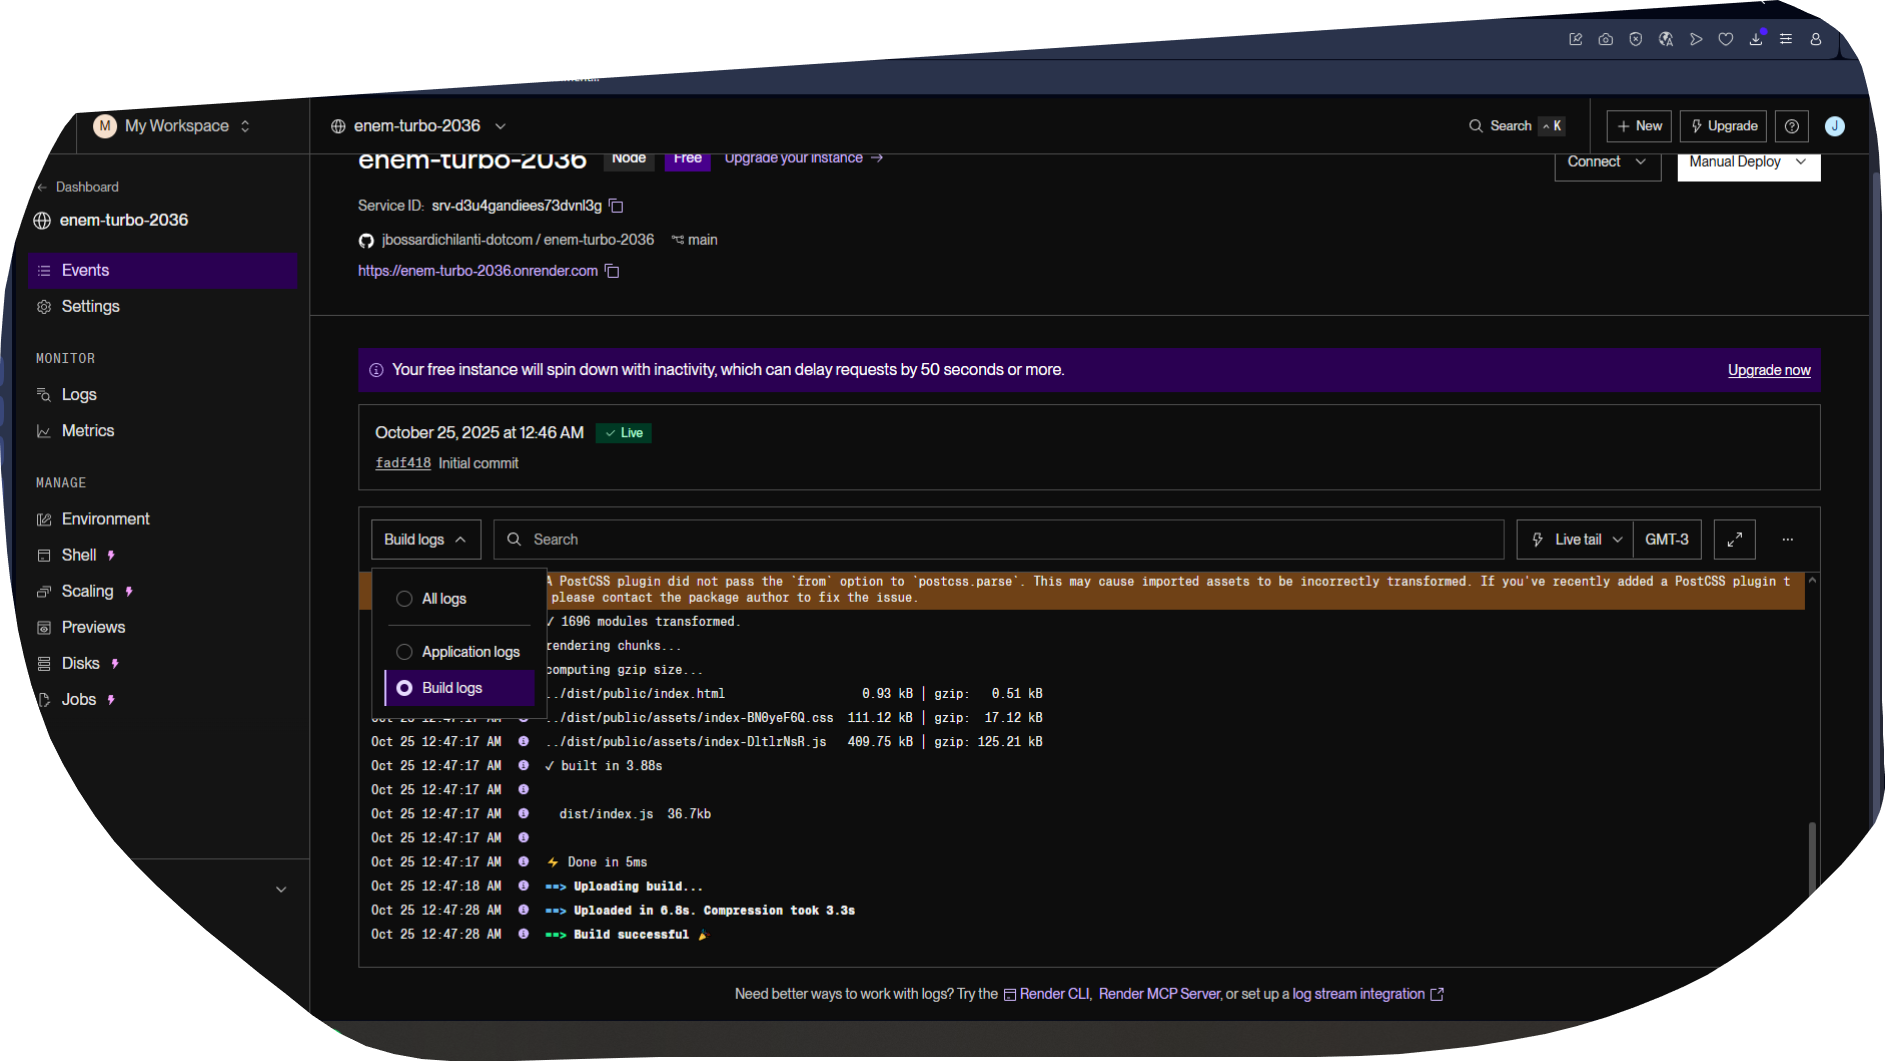 M My Workspace
enem-turbo-2036
Search
K
+ New
Upgrade
J
← Dashboard
enem-turbo-2036
Events
Settings
MONITOR
Logs
Metrics
MANAGE
Environment
Shell
Scaling
Previews
Disks
Jobs
enem-turbo-2036 Node Free Upgrade your instance →
Connect
Manual Deploy
Service ID: srv-d3u4gandiees73dvnl3g
jbossardichilanti-dotcom / enem-turbo-2036 main
https://enem-turbo-2036.onrender.com
Your free instance will spin down with inactivity, which can delay requests by 50 seconds or more.
Upgrade now
October 25, 2025 at 12:46 AM ✓ Live
fadf418 Initial commit
Build logs
Search
Live tail
GMT-3
...
All logs
Application logs
Build logs
A PostCSS plugin did not pass the `from` option to `postcss.parse`. This may cause imported assets to be incorrectly transformed. If you've recently added a PostCSS plugin t
please contact the package author to fix the issue.
✓ 1696 modules transformed.
rendering chunks...
computing gzip size...
../dist/public/index.html 0.93 kB | gzip: 0.51 kB
../dist/public/assets/index-BN0yeF6Q.css 111.12 kB | gzip: 17.12 kB
Oct 25 12:47:17 AM ../dist/public/assets/index-DltlrNsR.js 409.75 kB | gzip: 125.21 kB
Oct 25 12:47:17 AM ✓ built in 3.88s
Oct 25 12:47:17 AM
Oct 25 12:47:17 AM dist/index.js 36.7kb
Oct 25 12:47:17 AM
Oct 25 12:47:17 AM ⚡ Done in 5ms
Oct 25 12:47:18 AM ==> Uploading build...
Oct 25 12:47:28 AM ==> Uploaded in 6.8s. Compression took 3.3s
Oct 25 12:47:28 AM ==> Build successful 🎉
Need better ways to work with logs? Try the Render CLI, Render MCP Server, or set up a log stream integration